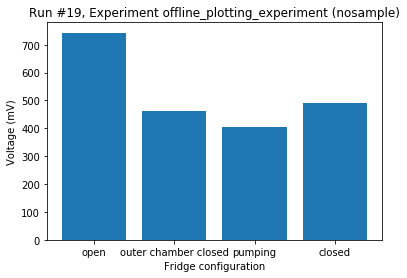 Run #19, Experiment offline_plotting_experiment (nosample)
Voltage (mV)
700
600
500
400
300
200
100
0
open outer chamber closed pumping closed
Fridge configuration